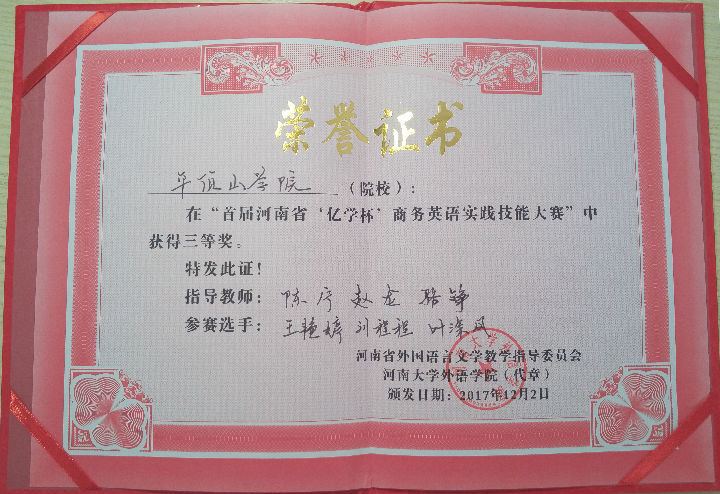 荣誉证书
平顶山学院(院校):
在“首届河南省‘亿学杯’商务英语实践技能大赛”中
获得三等奖。
特发此证!
指导教师: 陈序 赵龙 骆铮
参赛选手: 王艳婷 刘程程 叶深风
河南省外国语言文学教学指导委员会
河南大学外语学院(代章)
颁发日期:2017年12月2日